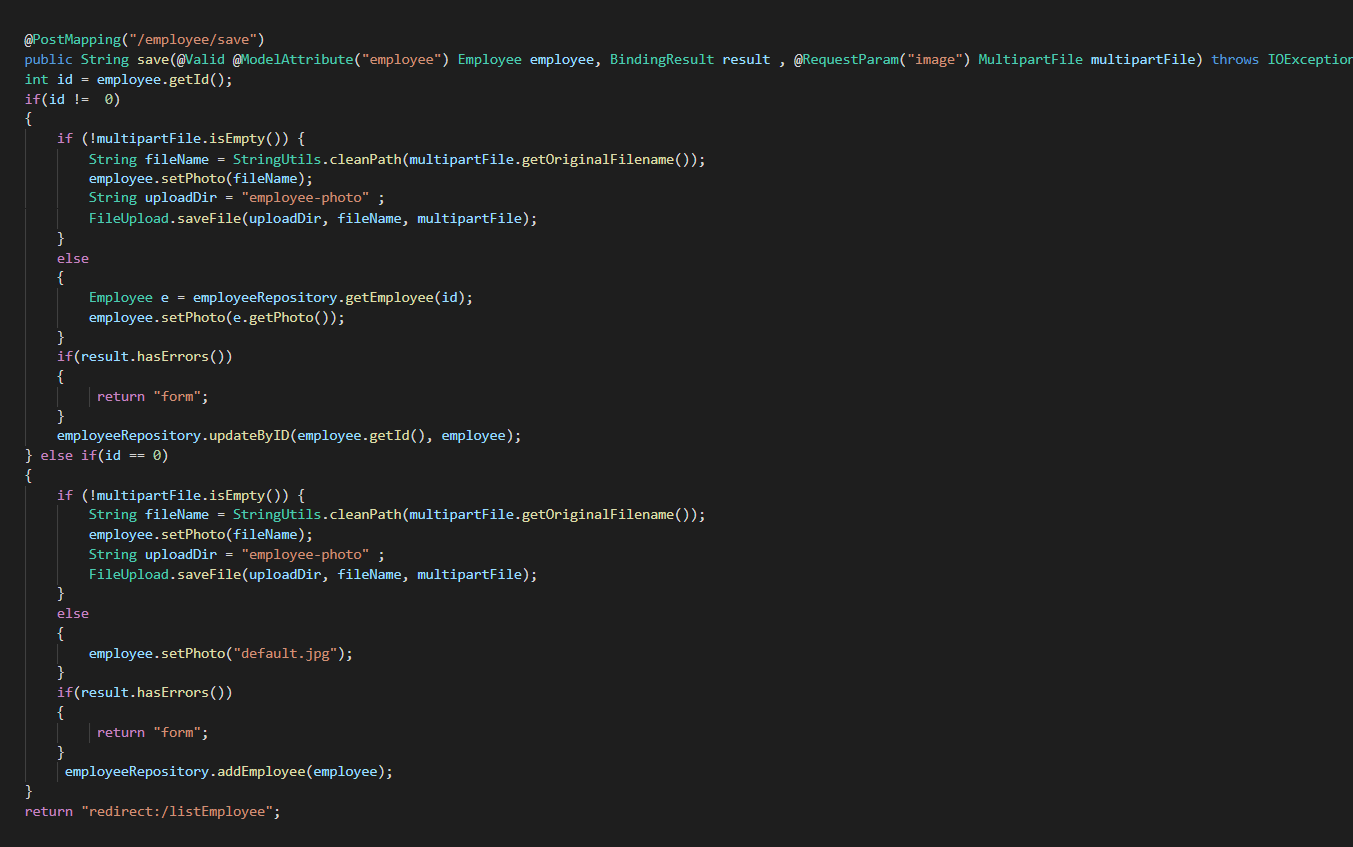 @PostMapping("/employee/save")
public String save(@Valid @ModelAttribute("employee") Employee employee, BindingResult result , @RequestParam("image") MultipartFile multipartFile) throws IOException
int id = employee.getId();
if(id !=  0)
{
    if (!multipartFile.isEmpty()) {
        String fileName = StringUtils.cleanPath(multipartFile.getOriginalFilename());
        employee.setPhoto(fileName);
        String uploadDir = "employee-photo" ;
        FileUpload.saveFile(uploadDir, fileName, multipartFile);
    }
    else
    {
        Employee e = employeeRepository.getEmployee(id);
        employee.setPhoto(e.getPhoto());
    }
    if(result.hasErrors())
    {
         return "form";
    }
    employeeRepository.updateByID(employee.getId(), employee);
} else if(id == 0)
{
    if (!multipartFile.isEmpty()) {
        String fileName = StringUtils.cleanPath(multipartFile.getOriginalFilename());
        employee.setPhoto(fileName);
        String uploadDir = "employee-photo" ;
        FileUpload.saveFile(uploadDir, fileName, multipartFile);
    }
    else
    {
        employee.setPhoto("default.jpg");
    }
    if(result.hasErrors())
    {
         return "form";
    }
     employeeRepository.addEmployee(employee);
}
return "redirect:/listEmployee";